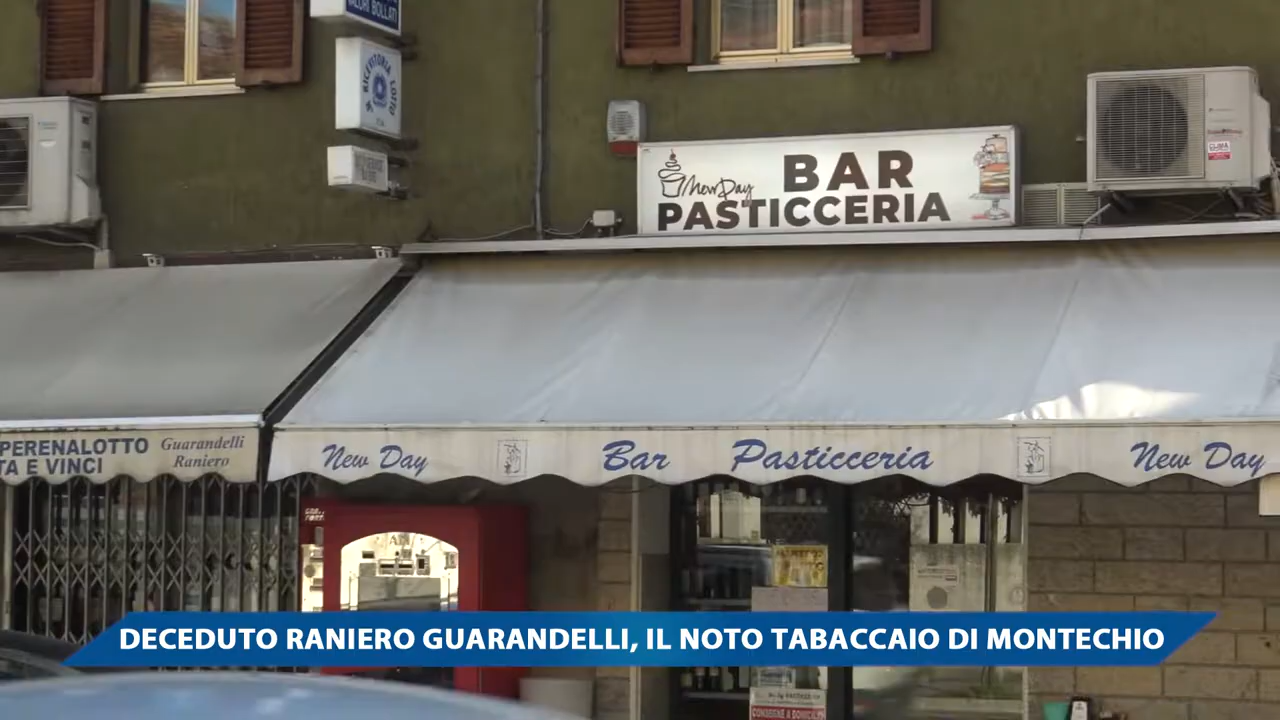 VALORI BOLLATI
RICEVITORIA LOTTO
New Day
BAR
PASTICCERIA
PERENALOTTO
TA E VINCI
Guarandelli
Raniero
New Day
Bar
Pasticceria
New Day
CONSEGNE A DOMICILIO
DECEDUTO RANIERO GUARANDELLI, IL NOTO TABACCAIO DI MONTECHIO